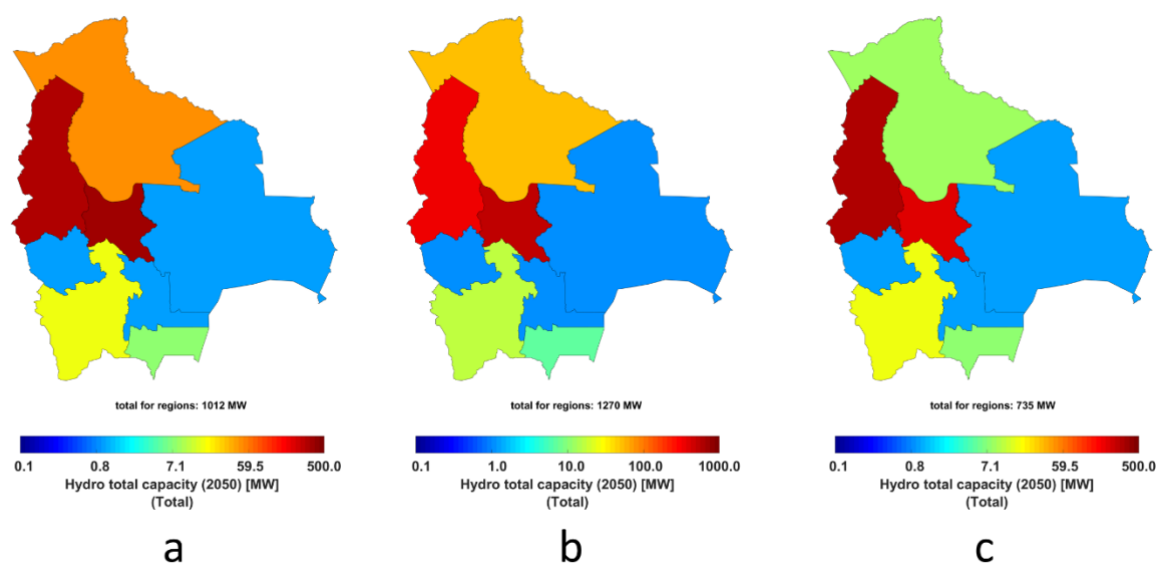 total for regions: 1012 MW
0.1 0.8 7.1 59.5 500.0
Hydro total capacity (2050) [MW]
(Total)
a
total for regions: 1270 MW
0.1 1.0 10.0 100.0 1000.0
Hydro total capacity (2050) [MW]
(Total)
b
total for regions: 735 MW
0.1 0.8 7.1 59.5 500.0
Hydro total capacity (2050) [MW]
(Total)
c